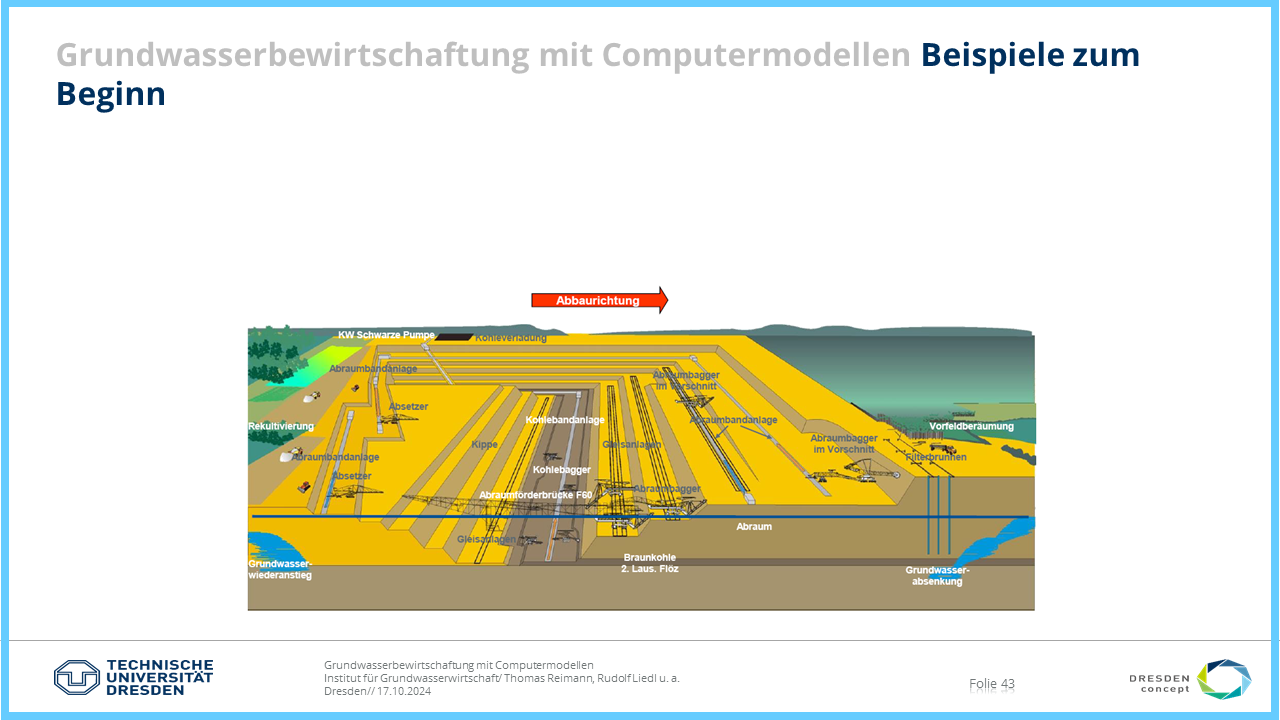 Grundwasserbewirtschaftung mit Computermodellen Beispiele zum
Beginn
Abbaurichtung
KW Schwarze Pumpe
Kohleverladung
Abraumbandanlage
Abraumbagger
im Vorschnitt
Absetzer
Kohlebandanlage
Abraumbandanlage
Rekultivierung
Vorfeldberäumung
Kippe
Gleisanlagen
Abraumbagger
im Vorschnitt
Abraumbandanlage
Filterbrunnen
Kohlebagger
Absetzer
Abraumförderbrücke F60
Abraumbagger
Abraum
Gleisanlagen
Braunkohle
2. Laus. Flöz
Grundwasser-
wiederanstieg
Grundwasser-
absenkung
TECHNISCHE
UNIVERSITÄT
DRESDEN
Grundwasserbewirtschaftung mit Computermodellen
Institut für Grundwasserwirtschaft/ Thomas Reimann, Rudolf Liedl u. a.
Dresden// 17.10.2024
Folie 43
DRESDEN
concept